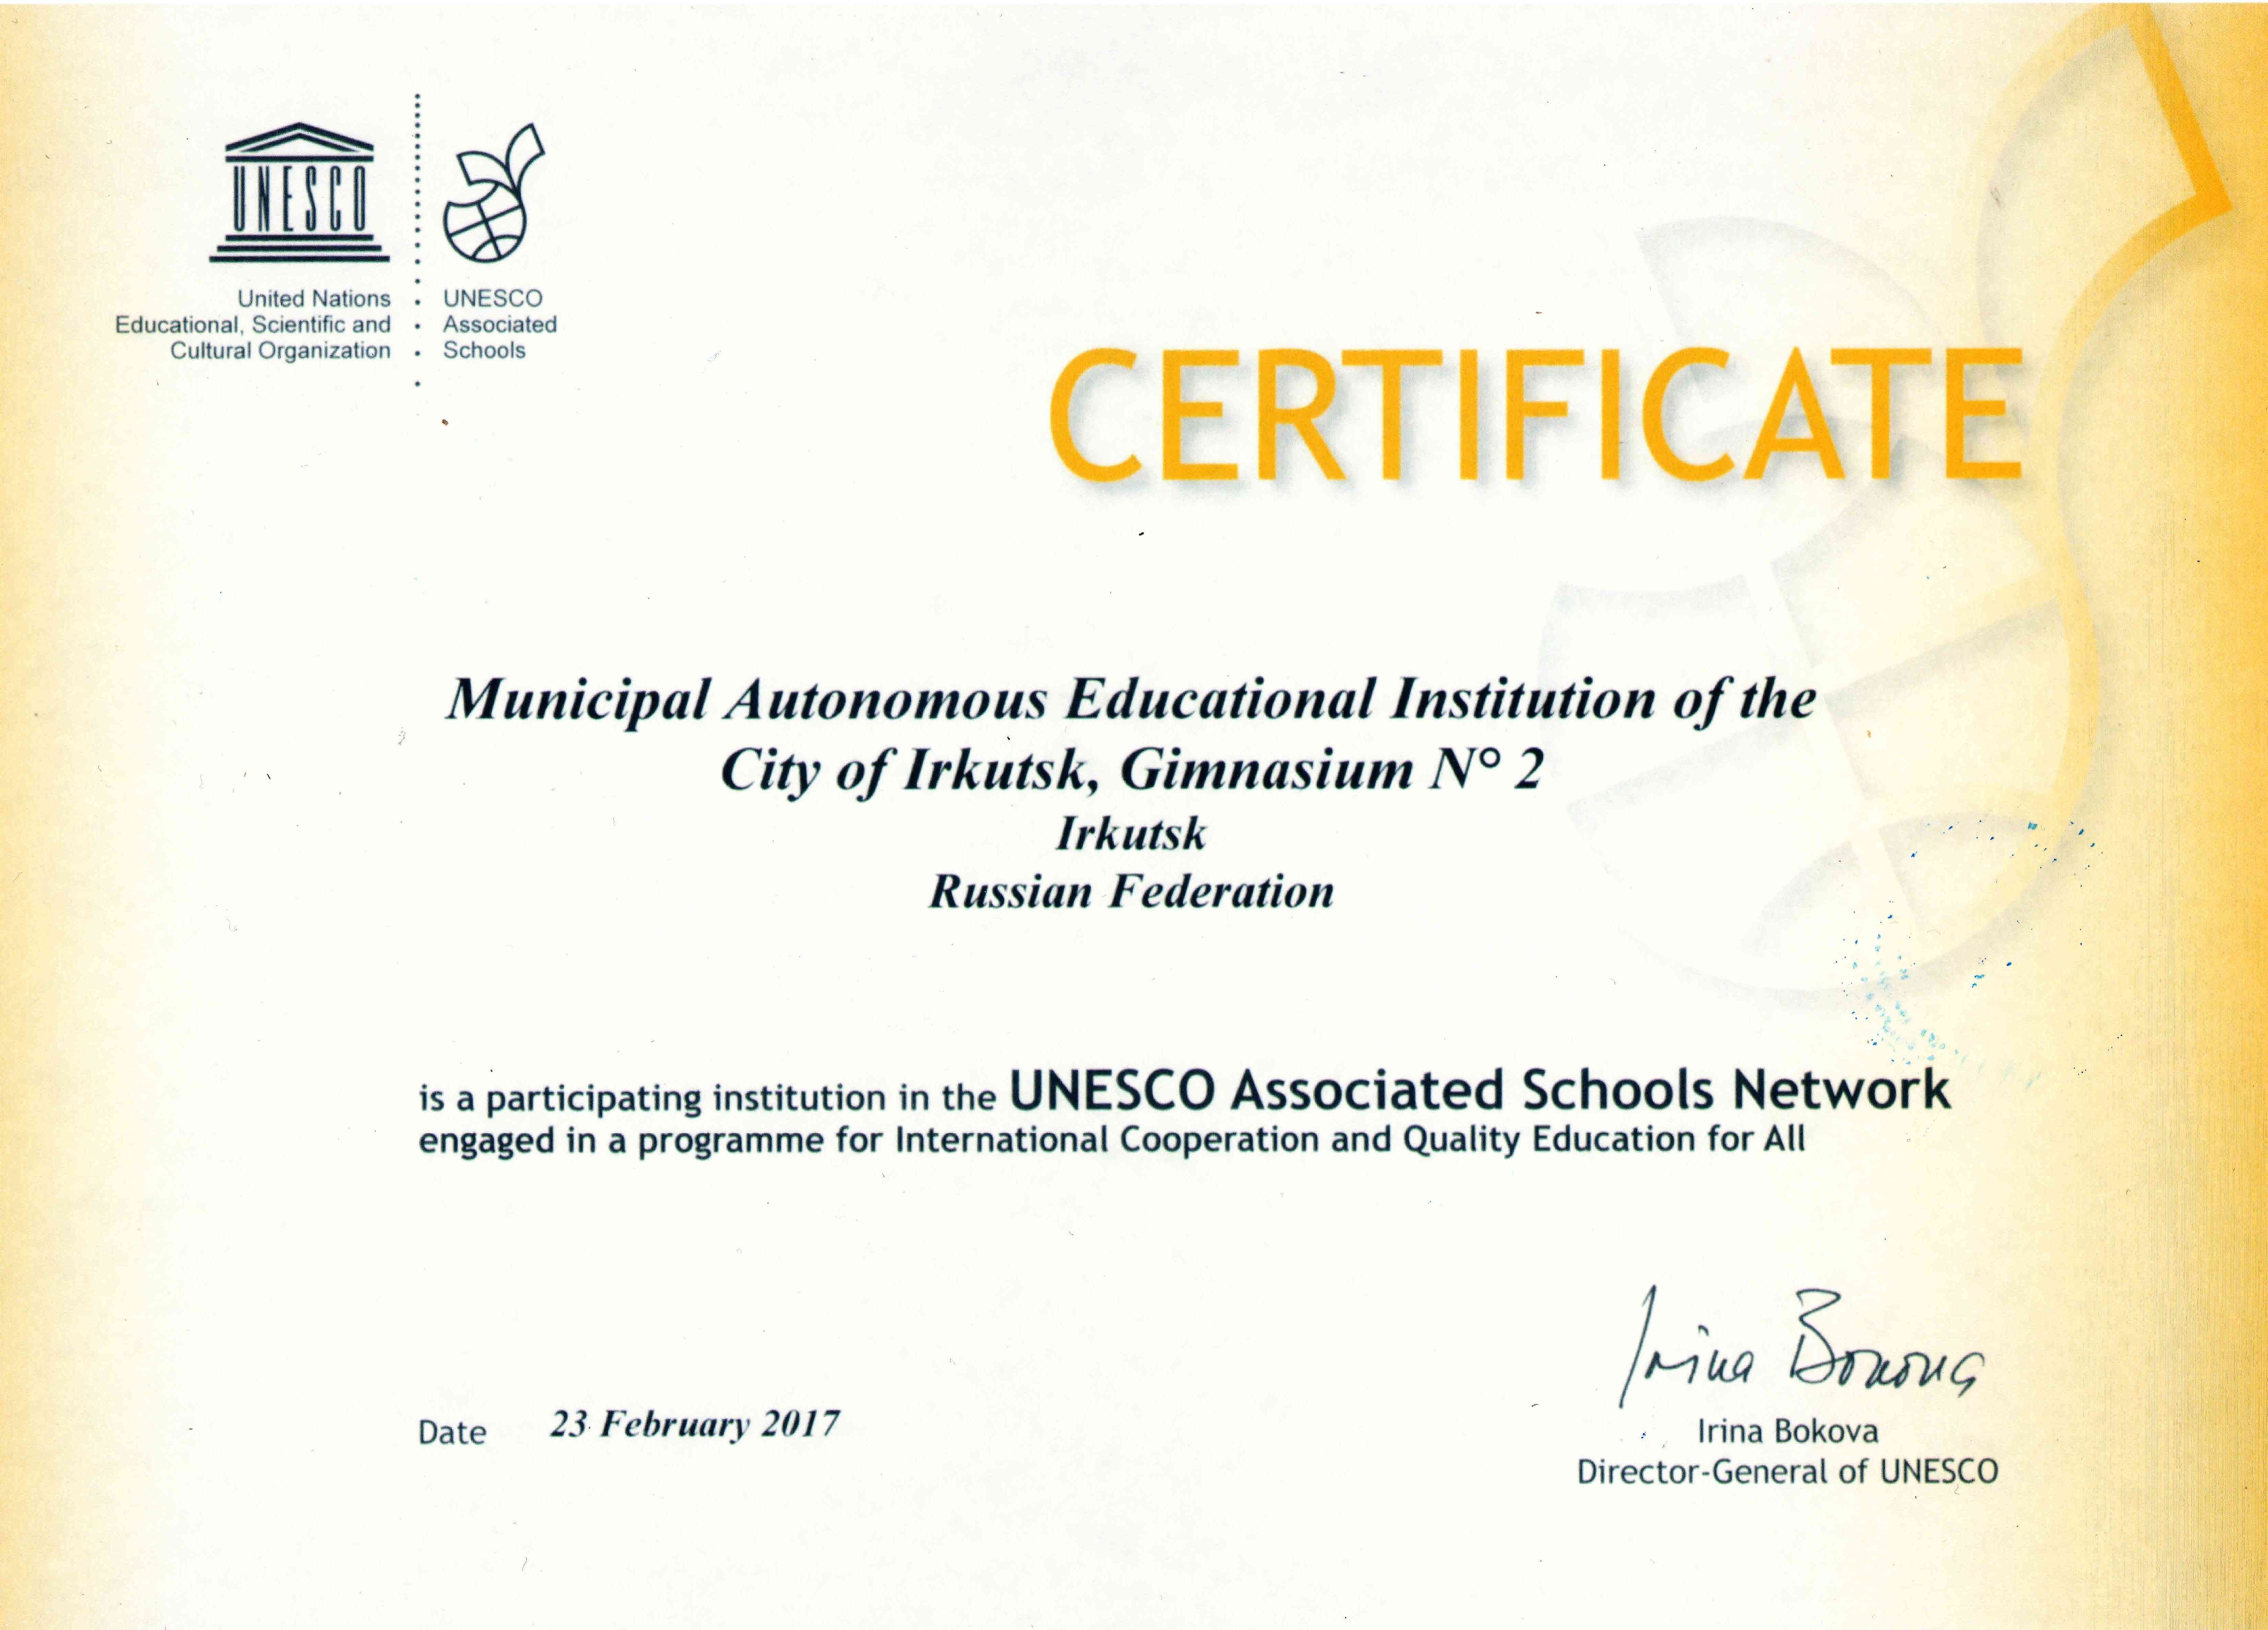 UNESCO
United Nations
Educational, Scientific and
Cultural Organization
UNESCO
Associated
Schools
CERTIFICATE
Municipal Autonomous Educational Institution of the
City of Irkutsk, Gimnasium N° 2
Irkutsk
Russian Federation
is a participating institution in the UNESCO Associated Schools Network
engaged in a programme for International Cooperation and Quality Education for All
Irina Bokova
Date 23 February 2017
Irina Bokova
Director-General of UNESCO